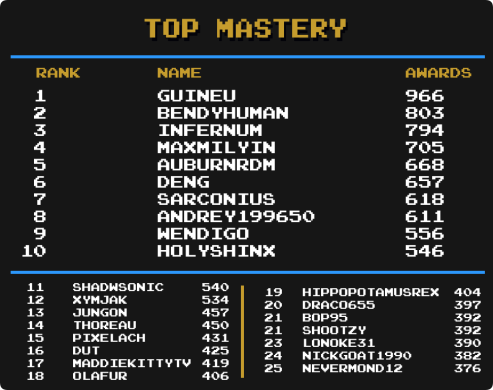 TOP MASTERY
RANK NAME AWARDS
1 GUINEU 966
2 BENDYHUMAN 803
3 INFERNUM 794
4 MAXMILYIN 705
5 AUBURNRDM 668
6 DENG 657
7 SARCONIUS 618
8 ANDREY199650 611
9 WENDIGO 556
10 HOLYSHINX 546
11 SHADWSONIC 540
12 XYMJAK 534
13 JUNGON 457
14 THOREAU 450
15 PIXELACH 431
16 DUT 425
17 MADDIEKITTYTV 419
18 OLAFUR 406
19 HIPPOPOTAMUSREX 404
20 DRACO655 397
21 BOP95 392
21 SHOOTZY 392
23 LONOKE31 390
24 NICKGOAT1990 382
25 NEVERMOND12 376